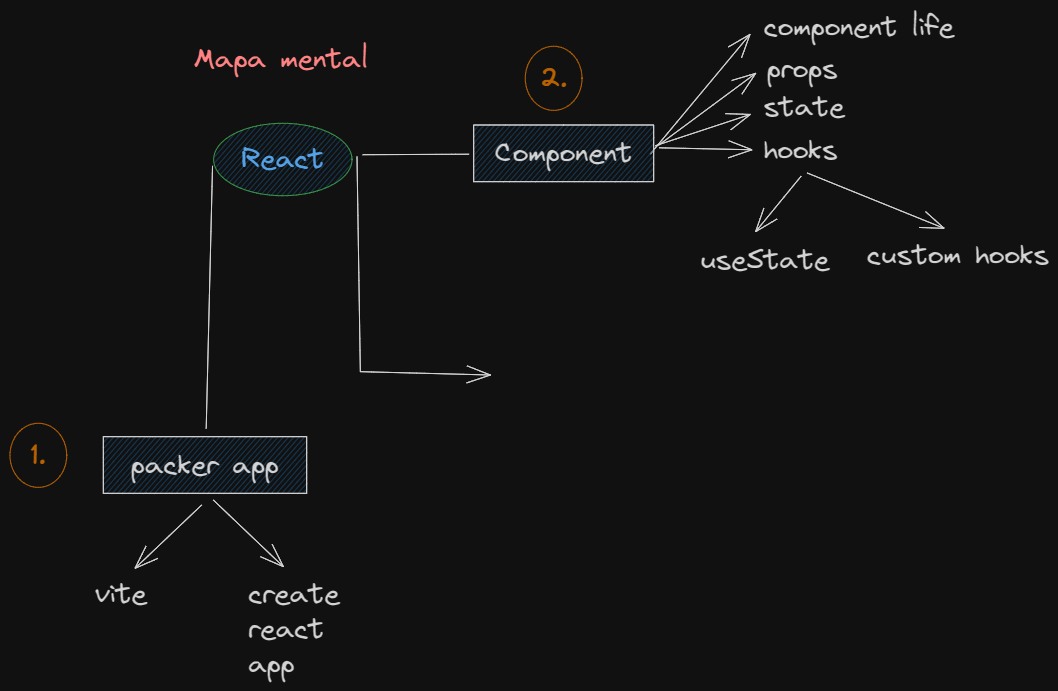 Mapa mental
React
2.
Component
component life
props
state
hooks
useState
custom hooks
1.
packer app
vite
create
react
app